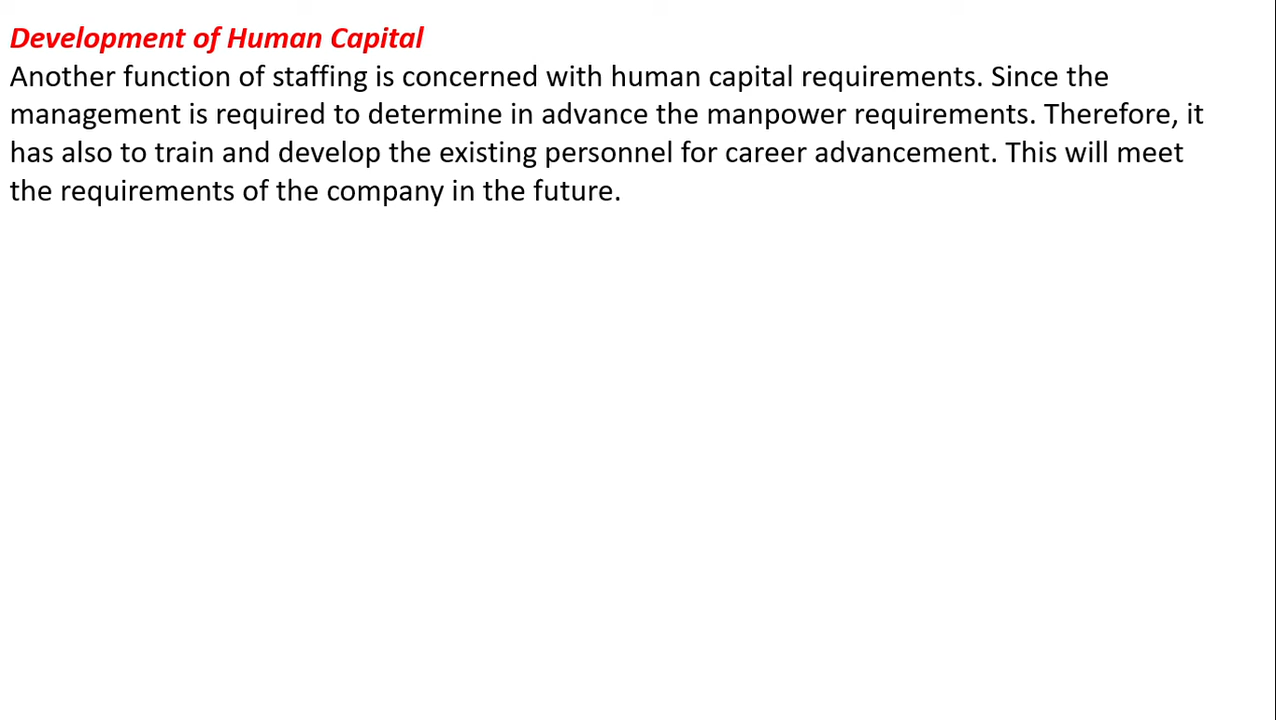 Development of Human Capital
Another function of staffing is concerned with human capital requirements. Since the
management is required to determine in advance the manpower requirements. Therefore, it
has also to train and develop the existing personnel for career advancement. This will meet
the requirements of the company in the future.